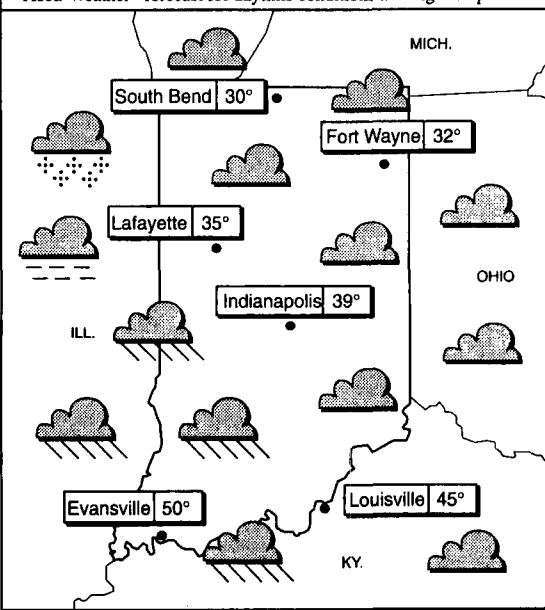 MICH.
South Bend 30°
Fort Wayne 32°
Lafayette 35°
OHIO
Indianapolis 39°
ILL.
Evansville 50°
Louisville 45°
KY.